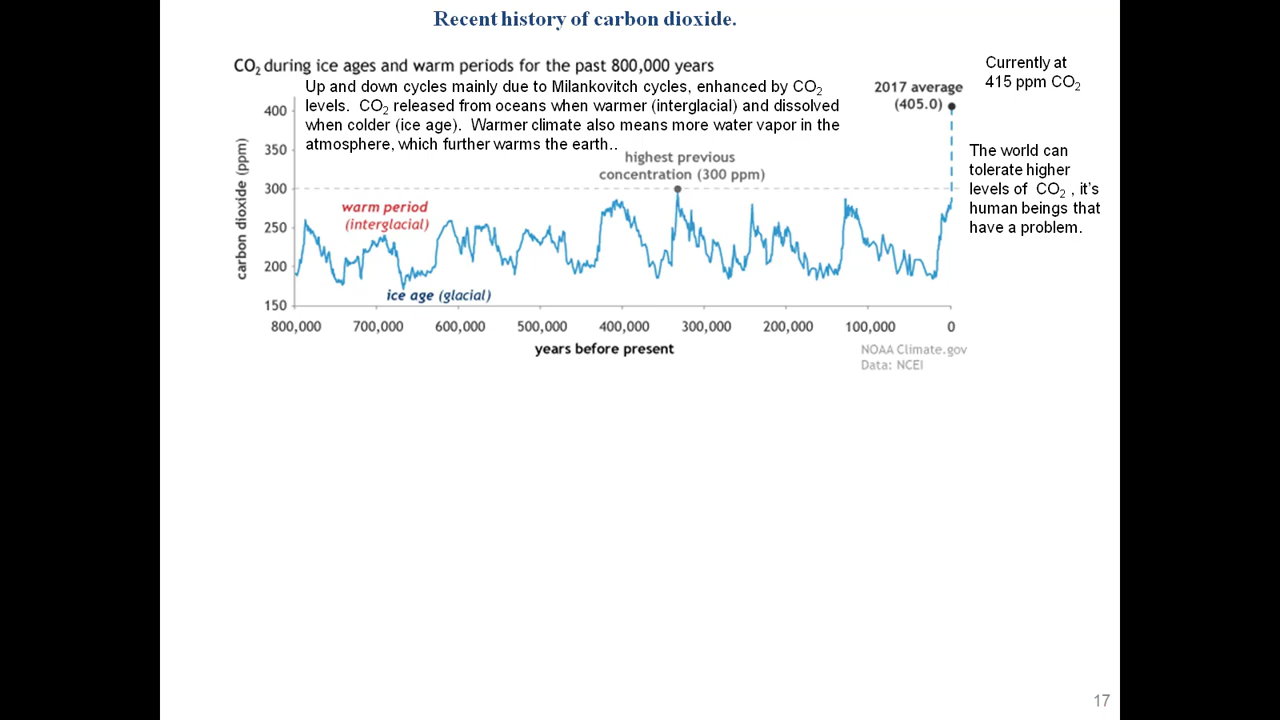 Recent history of carbon dioxide.
CO2 during ice ages and warm periods for the past 800,000 years
Up and down cycles mainly due to Milankovitch cycles, enhanced by CO2
levels.  CO2 released from oceans when warmer (interglacial) and dissolved
when colder (ice age).  Warmer climate also means more water vapor in the
atmosphere, which further warms the earth..
2017 average
(405.0)
Currently at
415 ppm CO2
The world can
tolerate higher
levels of  CO2 , it's
human beings that
have a problem.
highest previous
concentration (300 ppm)
warm period
(interglacial)
ice age (glacial)
carbon dioxide (ppm)
400
350
300
250
200
150
800,000 700,000 600,000 500,000 400,000 300,000 200,000 100,000 0
years before present
NOAA Climate.gov
Data: NCEI
17